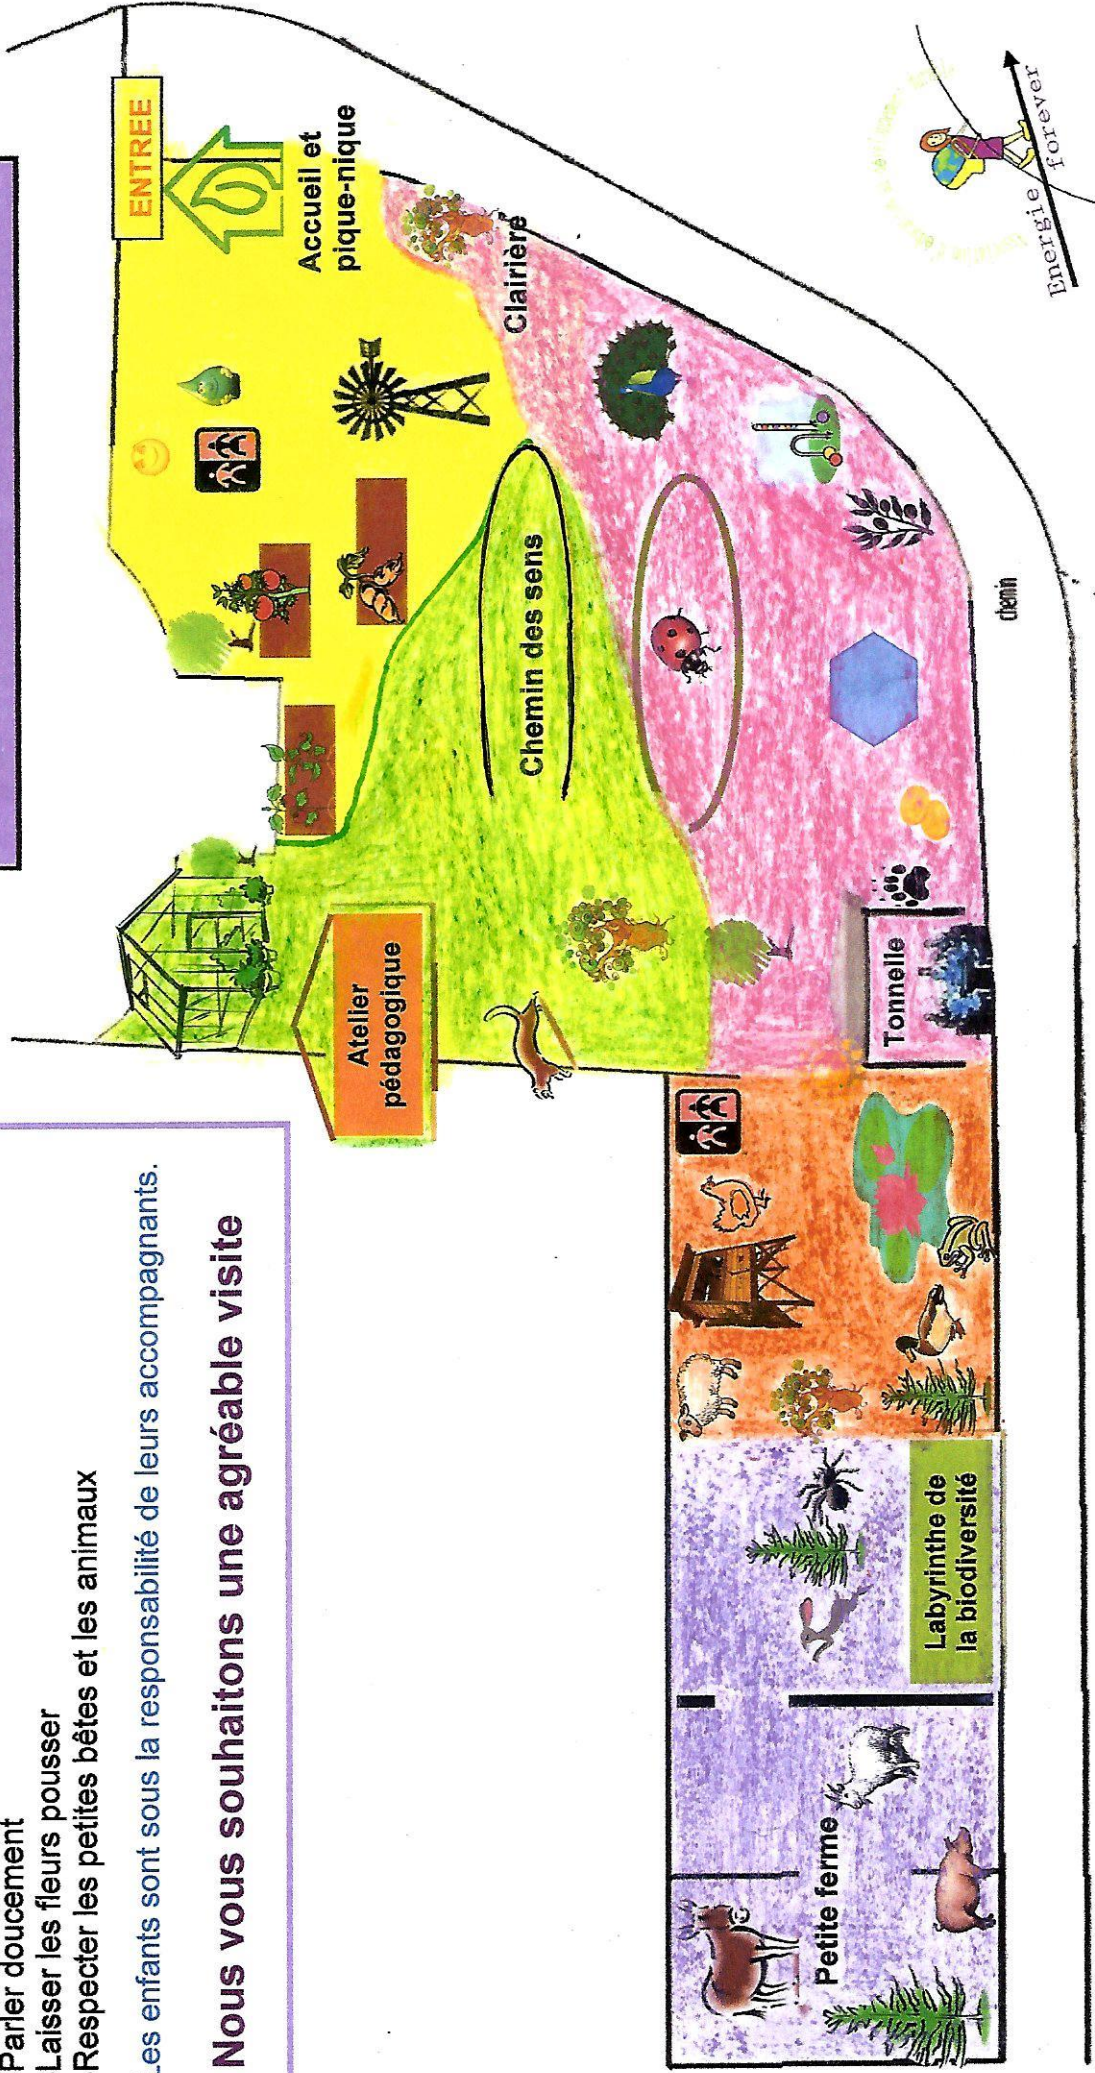 Parler doucement
Laisser les fleurs pousser
Respecter les petites bêtes et les animaux
Les enfants sont sous la responsabilité de leurs accompagnants.
Nous vous souhaitons une agréable visite
ENTREE
Accueil et
pique-nique
Clairière
Chemin des sens
Atelier
pédagogique
Tonnelle
chemin
Labyrinthe de
la biodiversité
Petite ferme
Energie forever